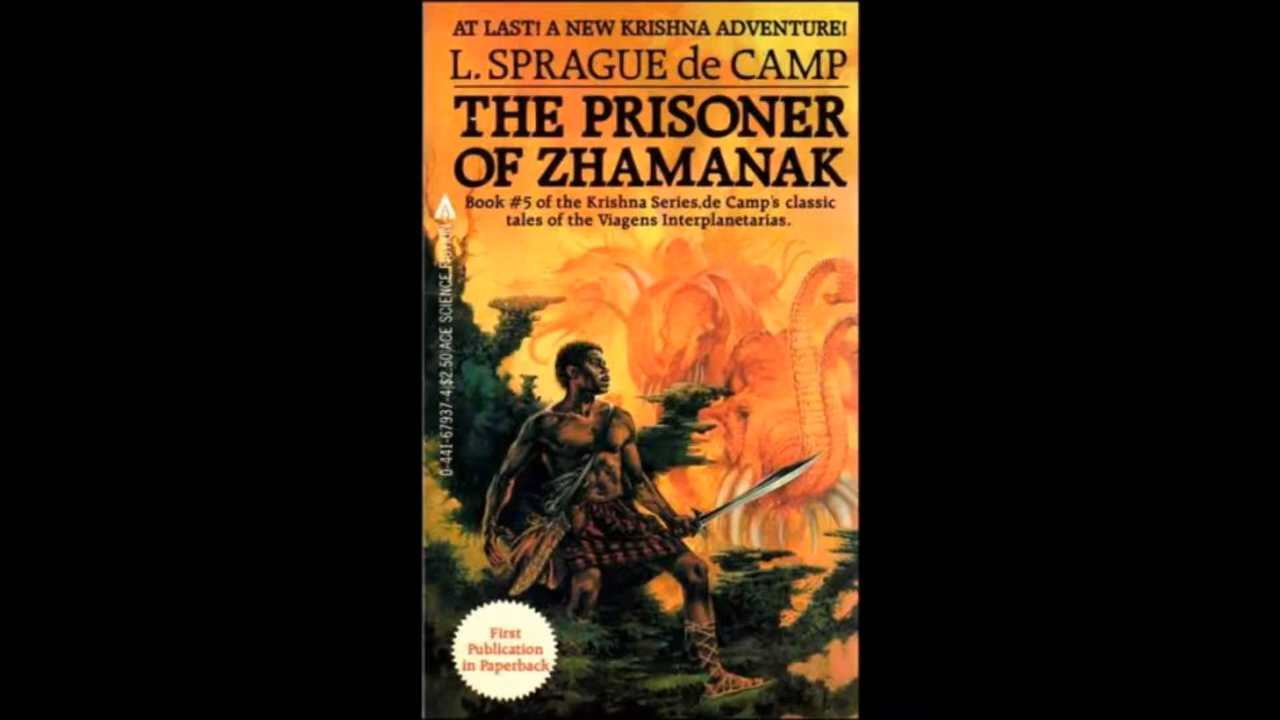 AT LAST! A NEW KRISHNA ADVENTURE!
L. SPRAGUE de CAMP
THE PRISONER
OF ZHAMANAK
Book #5 of the Krishna Series,de Camp's classic
tales of the Viagens Interplanetarias.
0-441-67937-4 $2.50 ACE SCIENCE
First
Publication
in Paperback